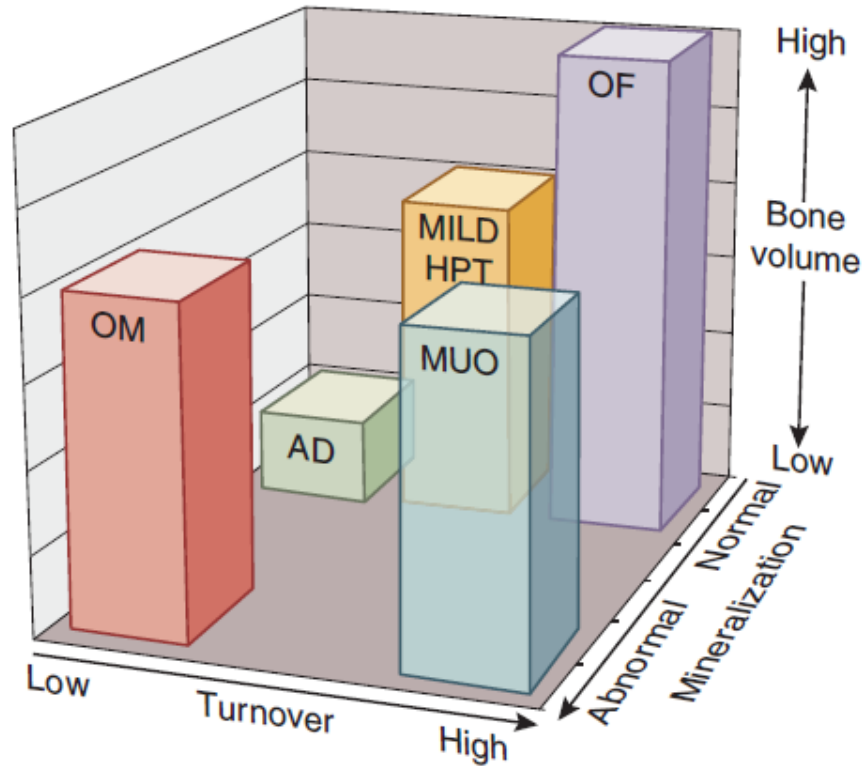 High
OF
MILD
HPT
Bone
volume
OM
MUO
AD
Low
Normal
Abnormal
Mineralization
Low
Turnover
High